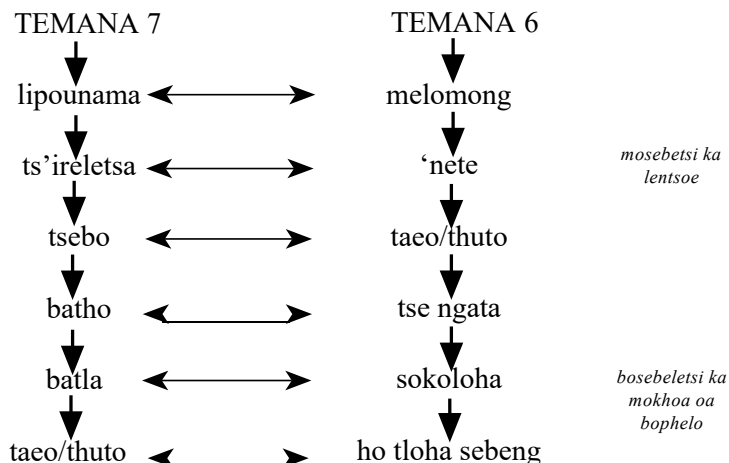 TEMANA 7 TEMANA 6
lipounama melomong
ts’ireletsa ‘nete
mosebetsi ka
lentsoe
tsebo taeo/thuto
batho tse ngata
batla sokoloha
bosebeletsi ka
mokhoa oa
bophelo
taeo/thuto ho tloha sebeng